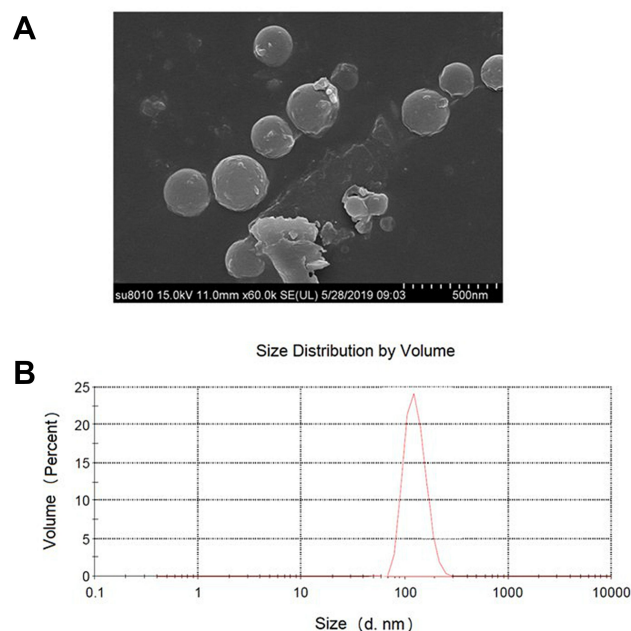 A
su8010 15.0kV 11.0mm x60.0k SE(UL) 5/28/2019 09:03
500nm
Size Distribution by Volume
B
Volume (Percent)
25
20
15
10
5
0
0.1 1 10 100 1000 10000
Size (d. nm)